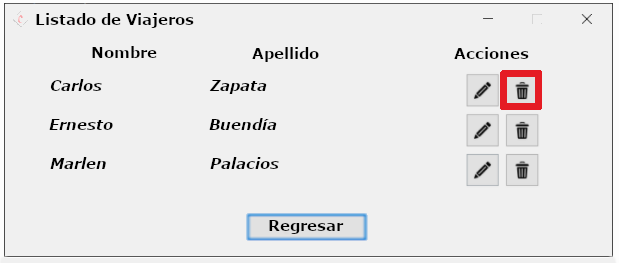 Listado de Viajeros
Nombre Apellido Acciones
Carlos Zapata
Ernesto Buendía
Marlen Palacios
Regresar